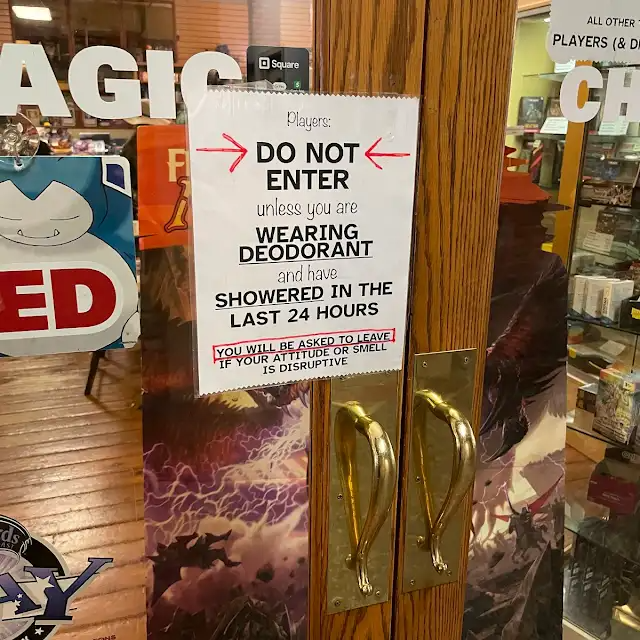 AGIC
Square
ALL OTHER
PLAYERS (& D
CH
Players:
DO NOT
ENTER
unless you are
WEARING
DEODORANT
and have
SHOWERED IN THE
LAST 24 HOURS
YOU WILL BE ASKED TO LEAVE
IF YOUR ATTITUDE OR SMELL
IS DISRUPTIVE
ED